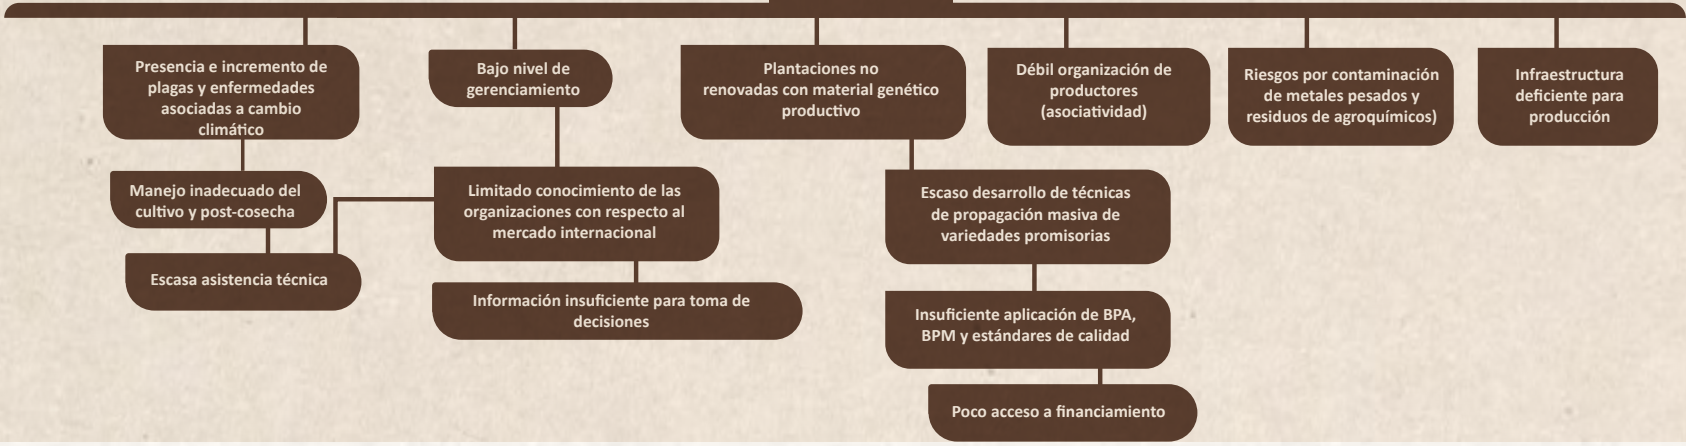 Presencia e incremento de
plagas y enfermedades
asociadas a cambio
climático
Bajo nivel de
gerenciamiento
Plantaciones no
renovadas con material genético
productivo
Débil organización de
productores
(asociatividad)
Riesgos por contaminación
de metales pesados y
residuos de agroquímicos)
Infraestructura
deficiente para
producción
Manejo inadecuado del
cultivo y post-cosecha
Limitado conocimiento de las
organizaciones con respecto al
mercado internacional
Escaso desarrollo de técnicas
de propagación masiva de
variedades promisorias
Escasa asistencia técnica
Información insuficiente para toma de
decisiones
Insuficiente aplicación de BPA,
BPM y estándares de calidad
Poco acceso a financiamiento